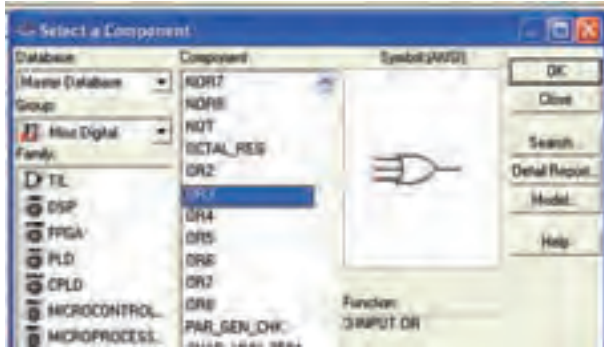 Select a Component
Database:
Master Database
Group:
Misc Digital
Family:
TIL
DSP
FPGA
PLD
CPLD
MICROCONTROL..
MICROPROCESS..
Component:
NOR7
NOR8
NOT
OCTAL_REG
OR2
OR3
OR4
OR5
OR6
OR7
OR8
PAR_GEN_CHK
Symbol (ANSI)
Function:
3-INPUT OR
OK
Close
Search...
Detail Report..
Model..
Help